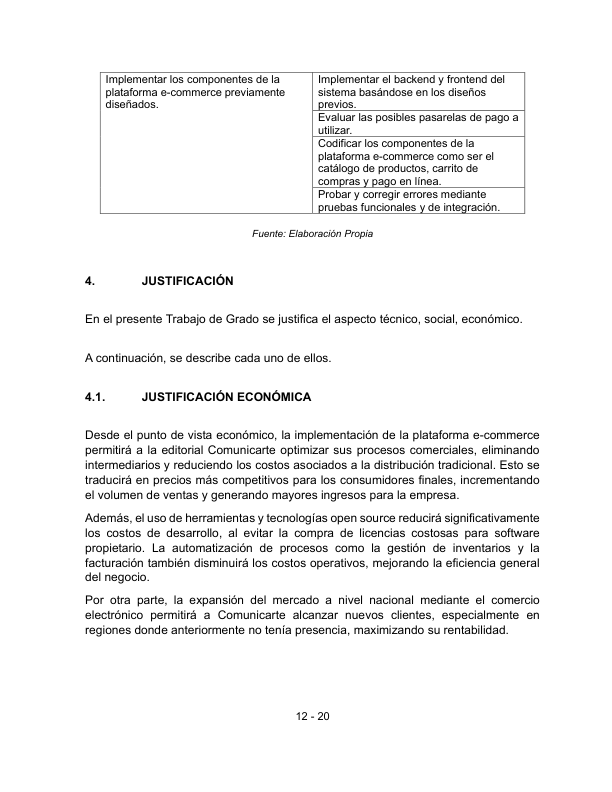 Implementar los componentes de la
plataforma e-commerce previamente
diseñados.
Implementar el backend y frontend del
sistema basándose en los diseños
previos.
Evaluar las posibles pasarelas de pago a
utilizar.
Codificar los componentes de la
plataforma e-commerce como ser el
catálogo de productos, carrito de
compras y pago en línea.
Probar y corregir errores mediante
pruebas funcionales y de integración.
Fuente: Elaboración Propia
4. JUSTIFICACIÓN
En el presente Trabajo de Grado se justifica el aspecto técnico, social, económico.
A continuación, se describe cada uno de ellos.
4.1. JUSTIFICACIÓN ECONÓMICA
Desde el punto de vista económico, la implementación de la plataforma e-commerce
permitirá a la editorial Comunicarte optimizar sus procesos comerciales, eliminando
intermediarios y reduciendo los costos asociados a la distribución tradicional. Esto se
traducirá en precios más competitivos para los consumidores finales, incrementando
el volumen de ventas y generando mayores ingresos para la empresa.
Además, el uso de herramientas y tecnologías open source reducirá significativamente
los costos de desarrollo, al evitar la compra de licencias costosas para software
propietario. La automatización de procesos como la gestión de inventarios y la
facturación también disminuirá los costos operativos, mejorando la eficiencia general
del negocio.
Por otra parte, la expansión del mercado a nivel nacional mediante el comercio
electrónico permitirá a Comunicarte alcanzar nuevos clientes, especialmente en
regiones donde anteriormente no tenía presencia, maximizando su rentabilidad.
12 - 20